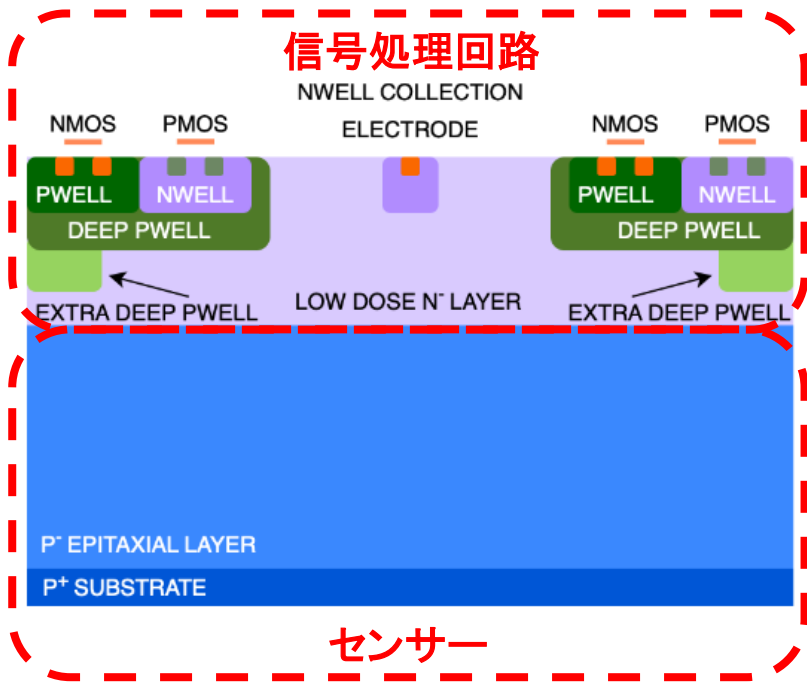 信号処理回路
NWELL COLLECTION
ELECTRODE
NMOS PMOS NMOS PMOS
PWELL NWELL PWELL NWELL
DEEP PWELL DEEP PWELL
EXTRA DEEP PWELL LOW DOSE N⁻ LAYER EXTRA DEEP PWELL
P⁻ EPITAXIAL LAYER
P⁺ SUBSTRATE
センサー